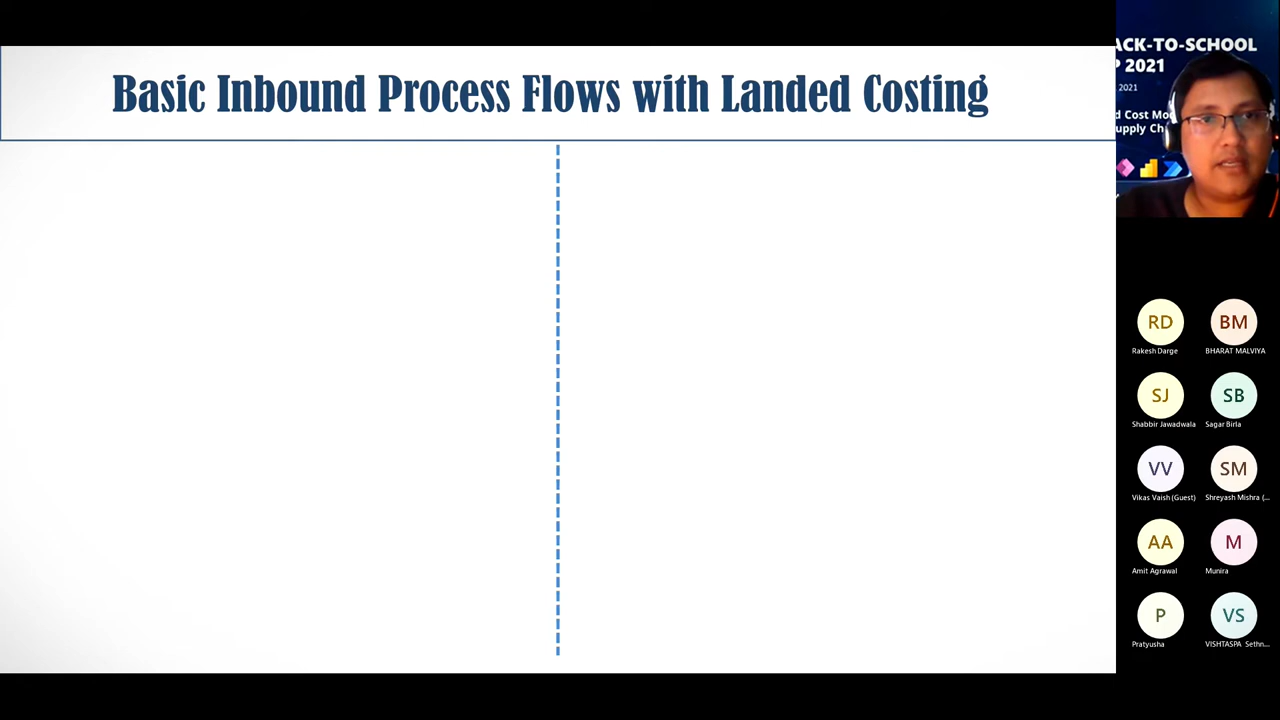 Basic Inbound Process Flows with Landed Costing
ACK-TO-SCHOOL
P 2021
2021
d Cost Mo
upply Ch
RD
BM
Rakesh Darge
BHARAT MALVIYA
SJ
SB
Shabbir Jawadwala
Sagar Birla
VV
SM
Vikas Vaish (Guest)
Shreyash Mishra (...
AA
M
Amit Agrawal
Munira
P
VS
Pratyusha
VISHTASPA Sethn...